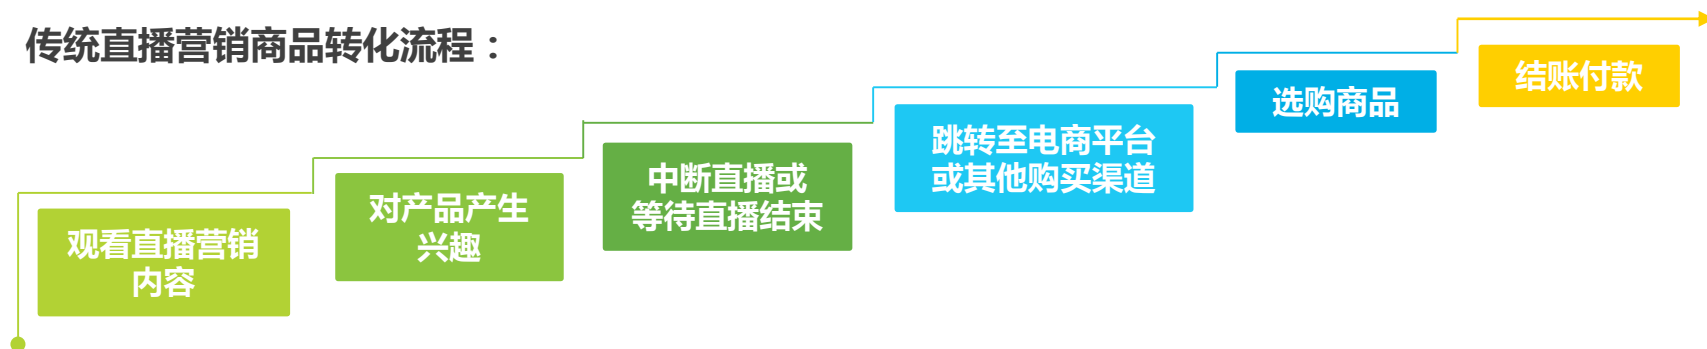 传统直播营销商品转化流程：
观看直播营销
内容
对产品产生
兴趣
中断直播或
等待直播结束
跳转至电商平台
或其他购买渠道
选购商品
结账付款